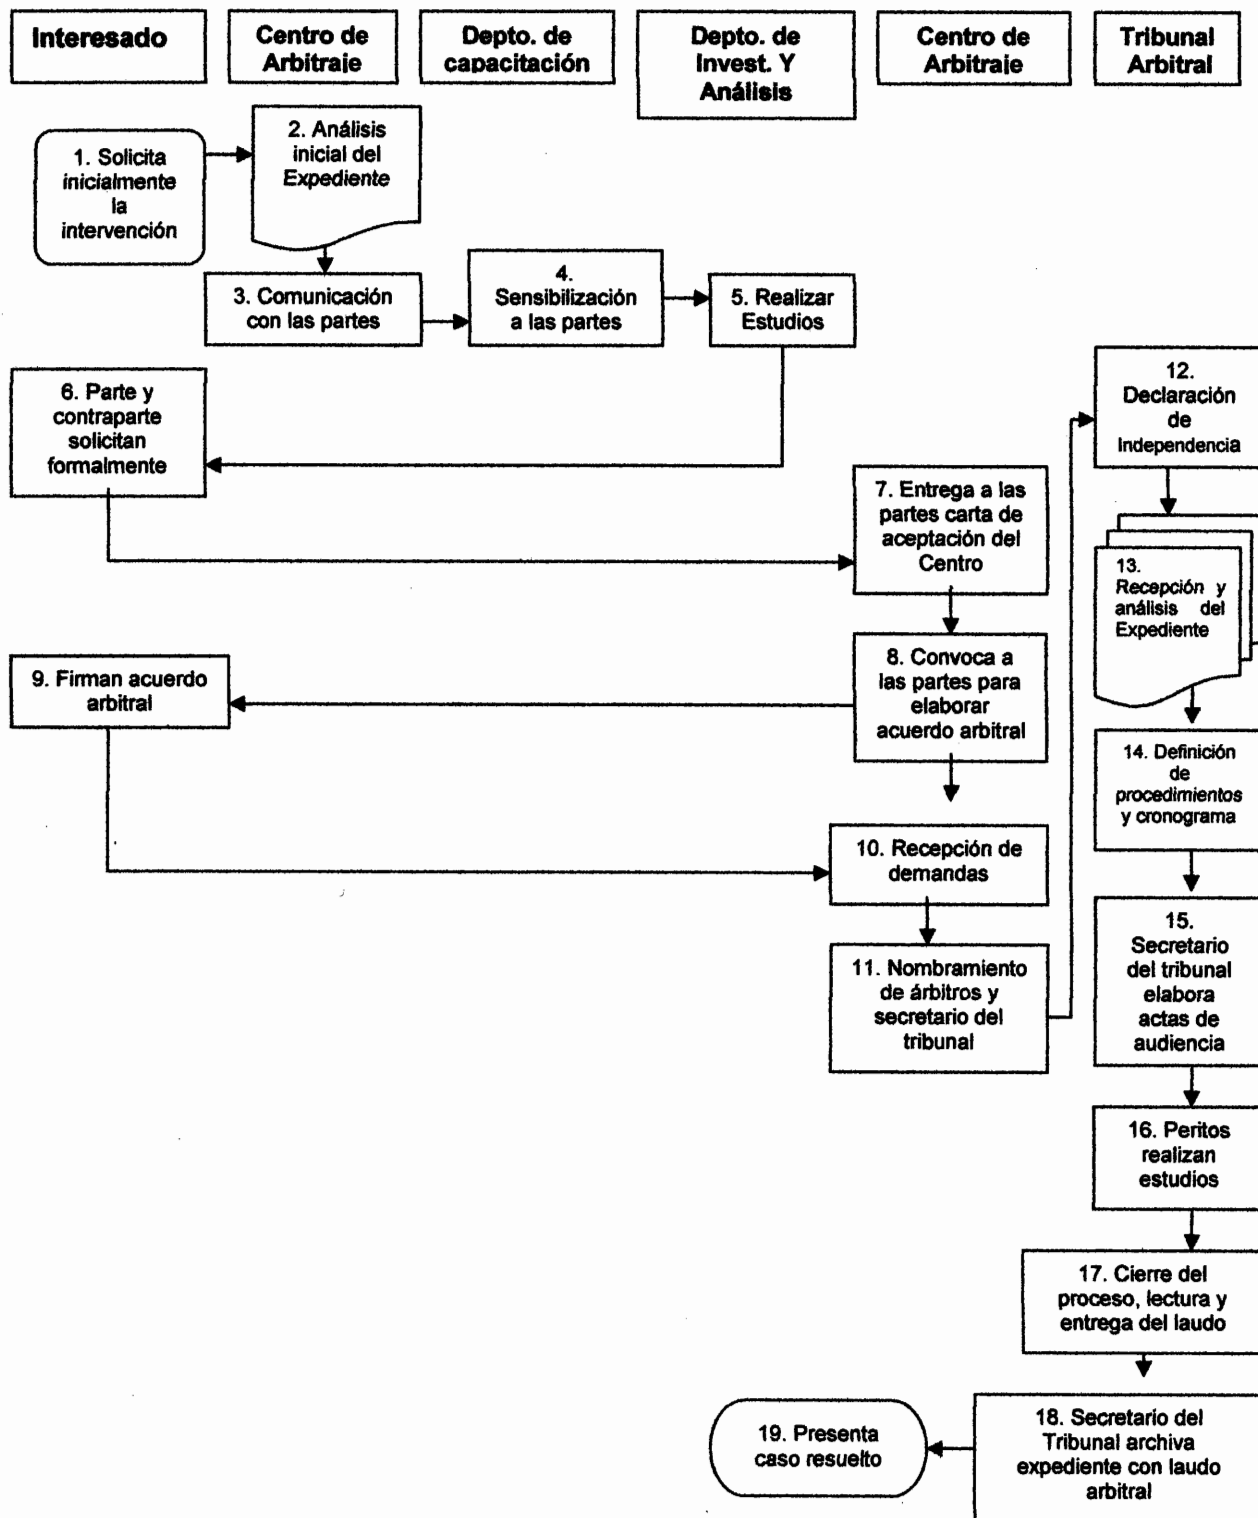 Interesado
Centro de
Arbitraje
Depto. de
capacitación
Depto. de
Invest. Y
Análisis
Centro de
Arbitraje
Tribunal
Arbitral
1. Solicita
inicialmente
la
intervención
2. Análisis
inicial del
Expediente
3. Comunicación
con las partes
4.
Sensibilización
a las partes
5. Realizar
Estudios
6. Parte y
contraparte
solicitan
formalmente
7. Entrega a las
partes carta de
aceptación del
Centro
8. Convoca a
las partes para
elaborar
acuerdo arbitral
9. Firman acuerdo
arbitral
10. Recepción de
demandas
11. Nombramiento
de árbitros y
secretario del
tribunal
12.
Declaración
de
Independencia
13.
Recepción y
análisis del
Expediente
14. Definición
de
procedimientos
y cronograma
15.
Secretario
del tribunal
elabora
actas de
audiencia
16. Peritos
realizan
estudios
17. Cierre del
proceso, lectura y
entrega del laudo
18. Secretario del
Tribunal archiva
expediente con laudo
arbitral
19. Presenta
caso resuelto